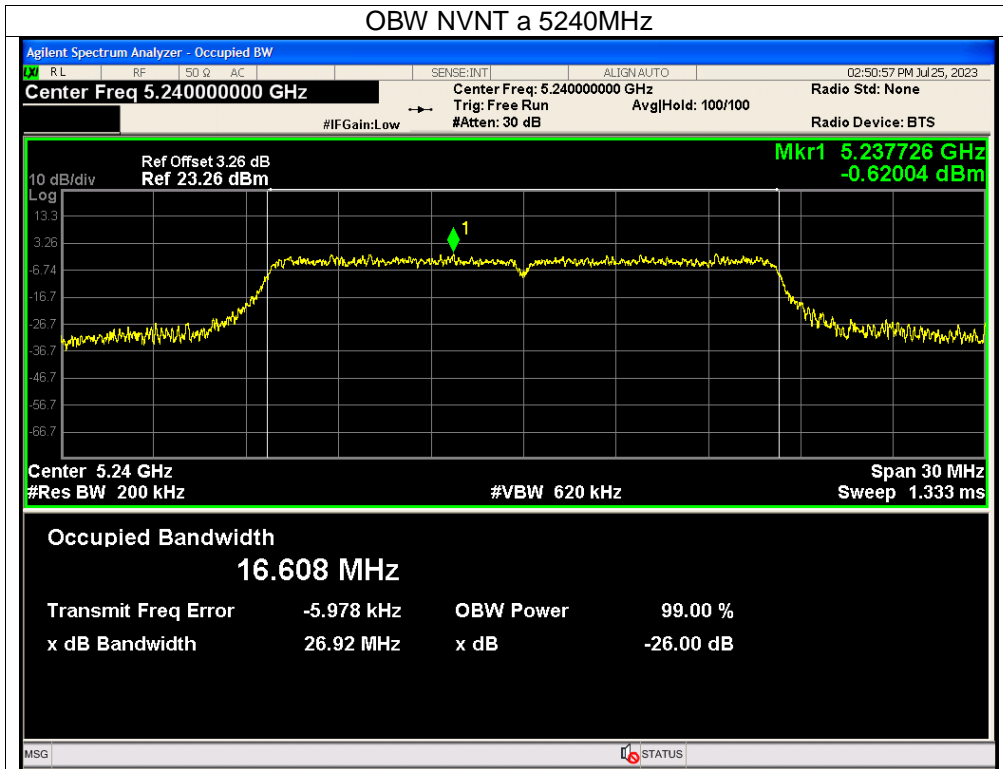 OBW NVNT a 5240MHz
Agilent Spectrum Analyzer - Occupied BW
LXI RL RF 50 Ω AC SENSE:INT ALIGN AUTO 02:50:57 PM Jul 25, 2023
Center Freq 5.240000000 GHz Center Freq: 5.240000000 GHz Radio Std: None
Trig: Free Run Avg|Hold: 100/100
#IFGain:Low #Atten: 30 dB Radio Device: BTS
Mkr1 5.237726 GHz
-0.62004 dBm
Ref Offset 3.26 dB
10 dB/div Ref 23.26 dBm
Log
13.3
1
3.26
-6.74
-16.7
-26.7
-36.7
-46.7
-56.7
-66.7
Center 5.24 GHz Span 30 MHz
#Res BW 200 kHz #VBW 620 kHz Sweep 1.333 ms
Occupied Bandwidth
16.608 MHz
Transmit Freq Error -5.978 kHz OBW Power 99.00 %
x dB Bandwidth 26.92 MHz x dB -26.00 dB
MSG STATUS